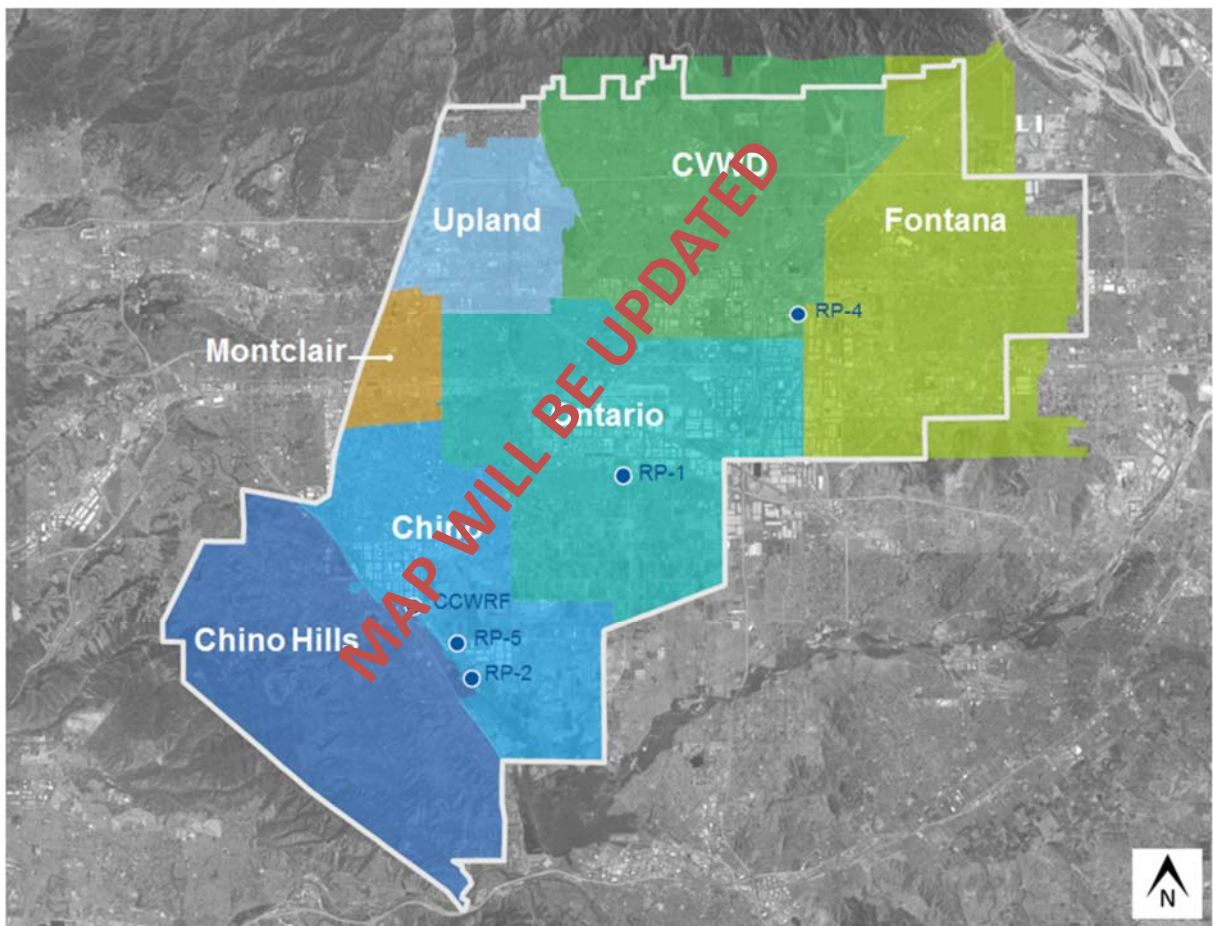 CVWD
Upland
Fontana
RP-4
Montclair
Ontario
RP-1
Chino
CCWRF
RP-5
Chino Hills
RP-2
MAP WILL BE UPDATED
N